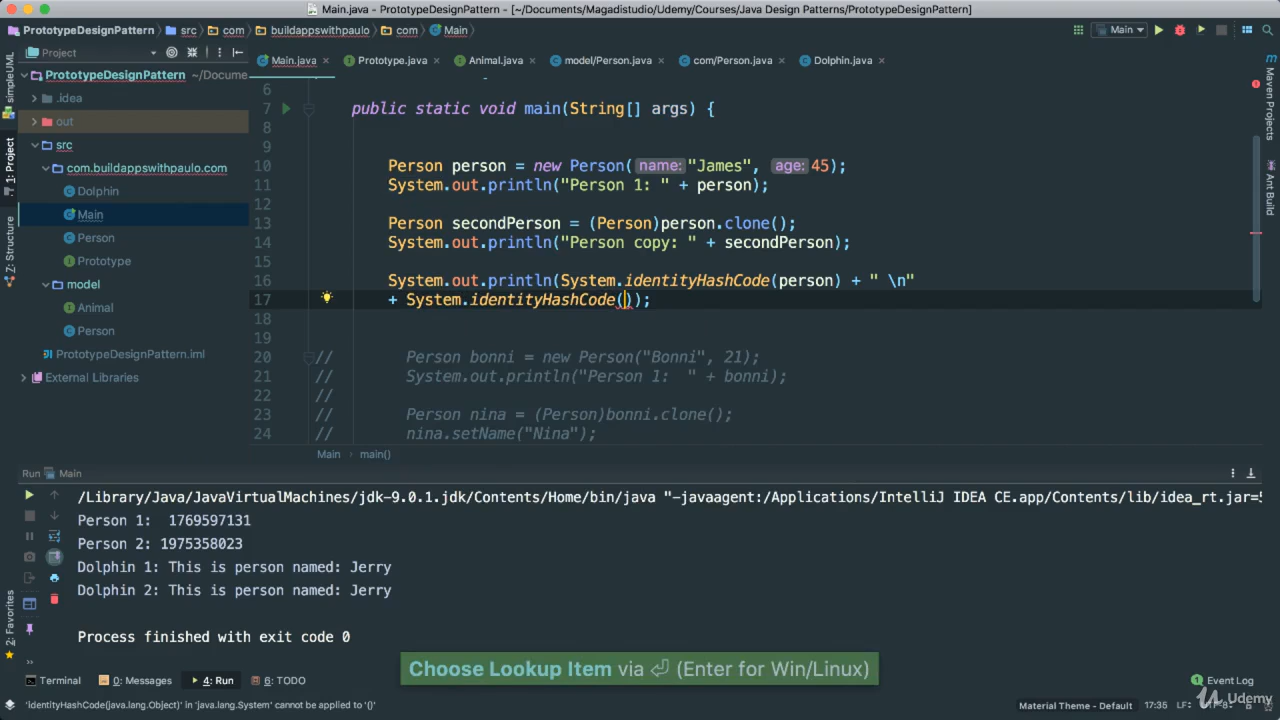 Main.java - PrototypeDesignPattern - [~/Documents/Magadistudio/Udemy/Courses/Java Design Patterns/PrototypeDesignPattern]
PrototypeDesignPattern src com buildappswithpaulo com Main
Main
Project
Main.java Prototype.java Animal.java model/Person.java com/Person.java Dolphin.java
PrototypeDesignPattern ~/Docume
.idea
out
src
com.buildappswithpaulo.com
Dolphin
Main
Person
Prototype
model
Animal
Person
PrototypeDesignPattern.iml
External Libraries
simpleUML
1: Project
Z: Structure
2: Favorites
Maven Projects
Ant Build
6
7 public static void main(String[] args) {
8
9
10 Person person = new Person( name: "James", age: 45);
11 System.out.println("Person 1: " + person);
12
13 Person secondPerson = (Person)person.clone();
14 System.out.println("Person copy: " + secondPerson);
15
16 System.out.println(System.identityHashCode(person) + " \n"
17 + System.identityHashCode());
18
19
20 // Person bonni = new Person("Bonni", 21);
21 // System.out.println("Person 1:  " + bonni);
22 //
23 // Person nina = (Person)bonni.clone();
24 // nina.setName("Nina");
Main › main()
Run Main
/Library/Java/JavaVirtualMachines/jdk-9.0.1.jdk/Contents/Home/bin/java "-javaagent:/Applications/IntelliJ IDEA CE.app/Contents/lib/idea_rt.jar=5
Person 1:  1769597131
Person 2: 1975358023
Dolphin 1: This is person named: Jerry
Dolphin 2: This is person named: Jerry
Process finished with exit code 0
Choose Lookup Item via ⏎ (Enter for Win/Linux)
Terminal 0: Messages 4: Run 6: TODO Event Log
'identityHashCode(java.lang.Object)' in 'java.lang.System' cannot be applied to '()'
Material Theme - Default 17:35 LF÷ UTF-8÷
Udemy